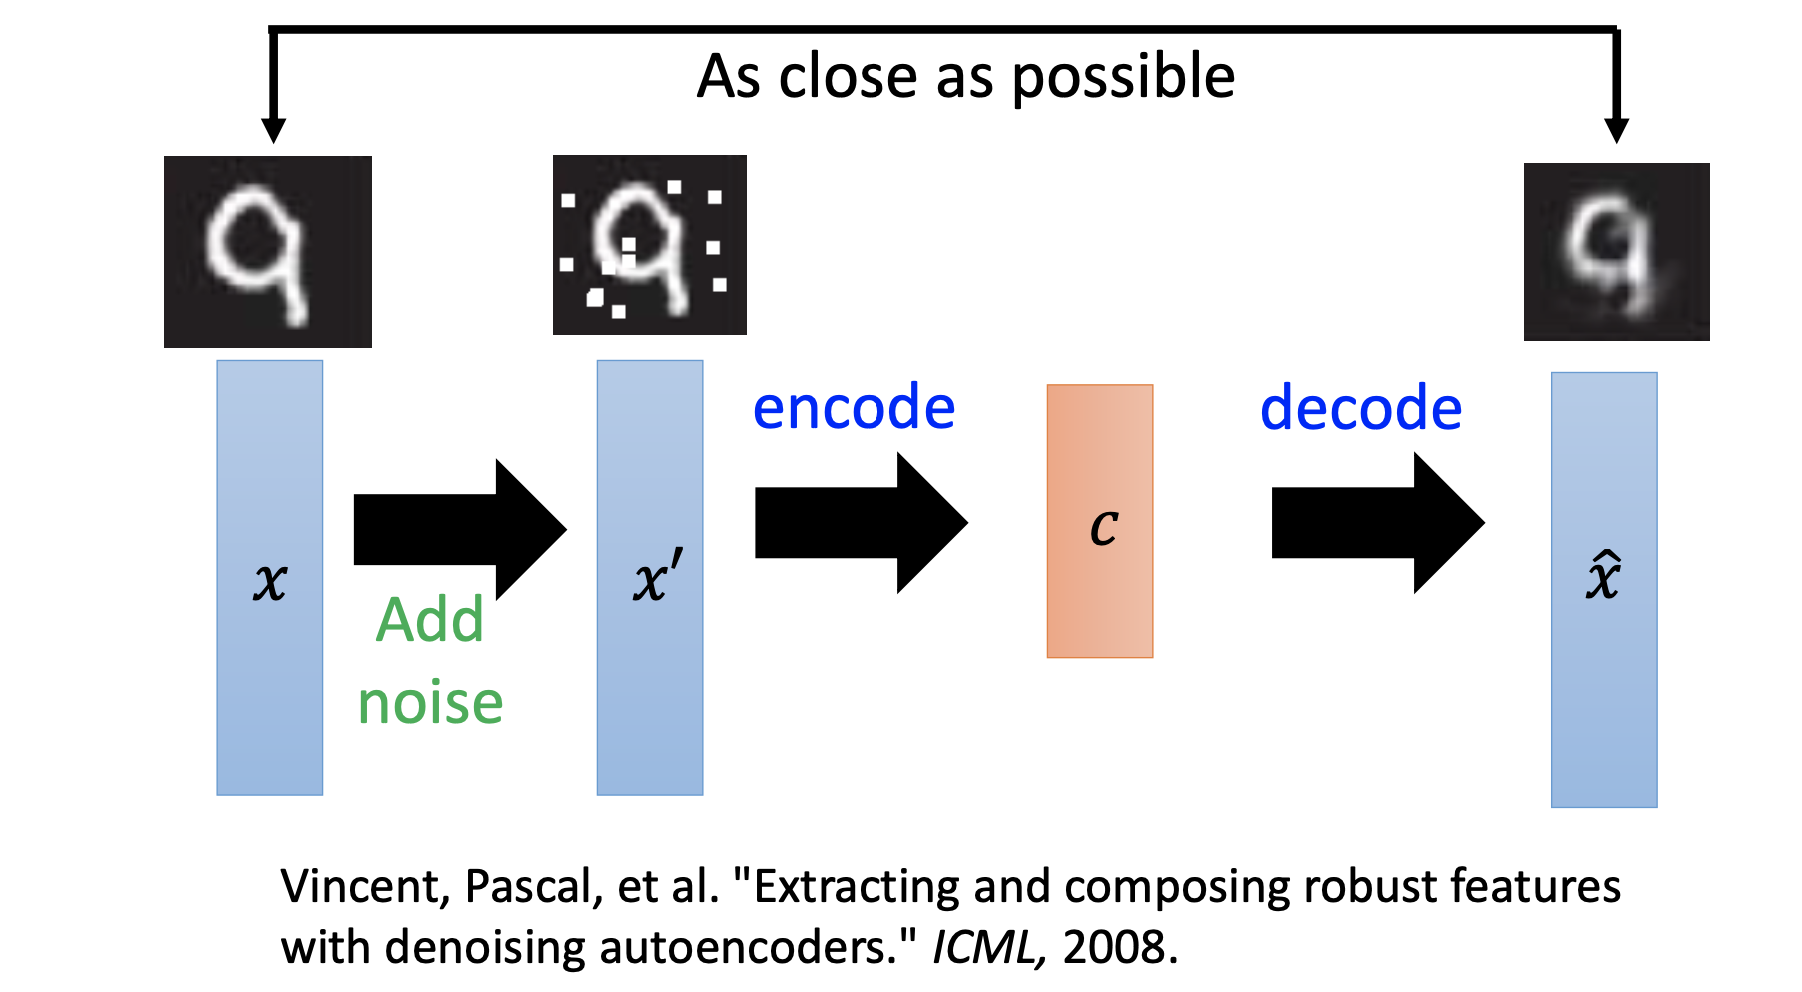 As close as possible
encode
decode
x
x′
c
x̂
Add
noise
Vincent, Pascal, et al. "Extracting and composing robust features
with denoising autoencoders." ICML, 2008.